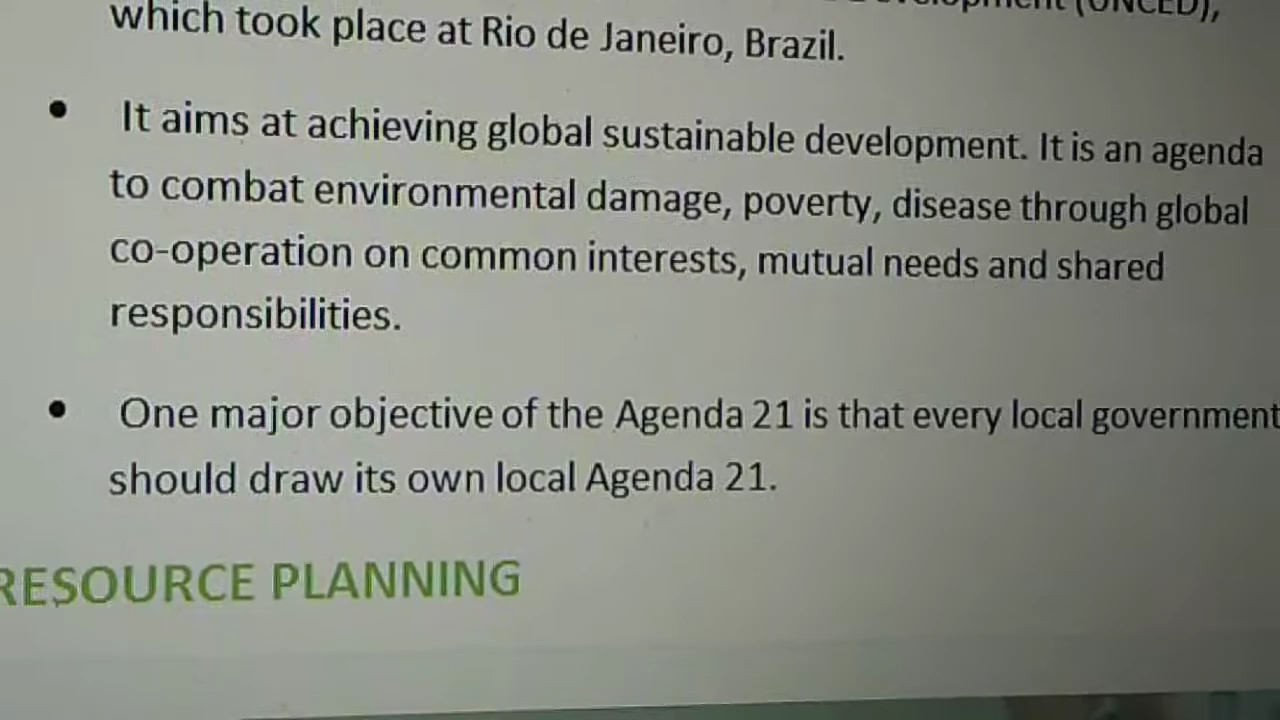 (UNCED),
which took place at Rio de Janeiro, Brazil.
• It aims at achieving global sustainable development. It is an agenda
to combat environmental damage, poverty, disease through global
co-operation on common interests, mutual needs and shared
responsibilities.
• One major objective of the Agenda 21 is that every local government
should draw its own local Agenda 21.
RESOURCE PLANNING